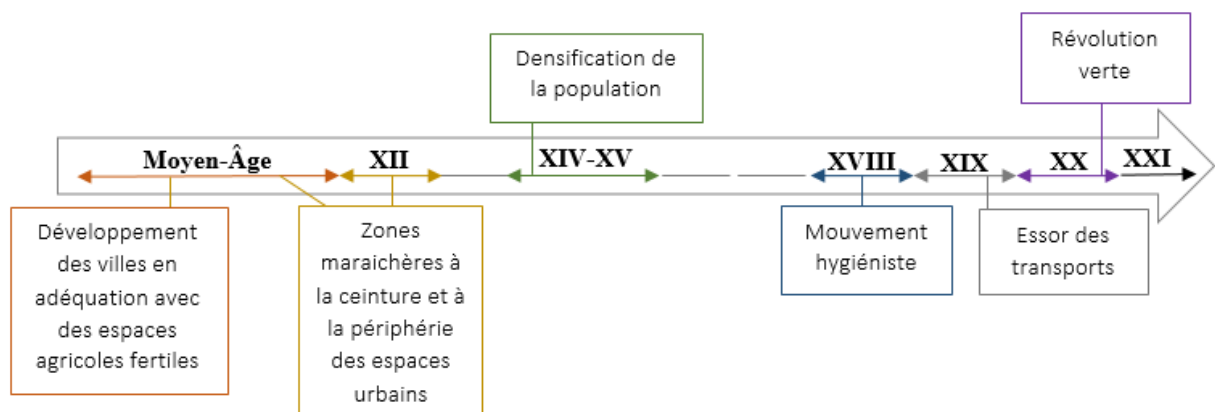 Densification de
la population
Révolution
verte
Moyen-Âge
XII
XIV-XV
XVIII
XIX
XX
XXI
Développement
des villes en
adéquation avec
des espaces
agricoles fertiles
Zones
maraichères à
la ceinture et à
la périphérie
des espaces
urbains
Mouvement
hygiéniste
Essor des
transports